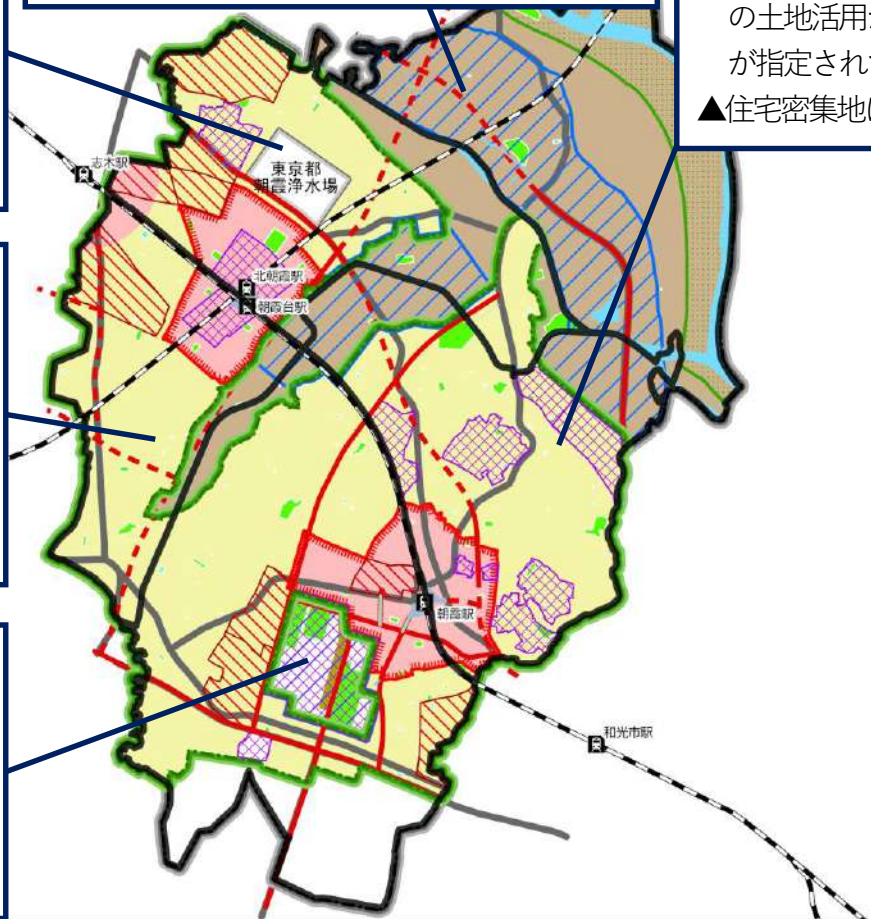 の土地活用
が指定され
▲住宅密集地
志木駅
東京都
朝霞浄水場
北朝霞駅
朝霞台駅
朝霞駅
和光市駅